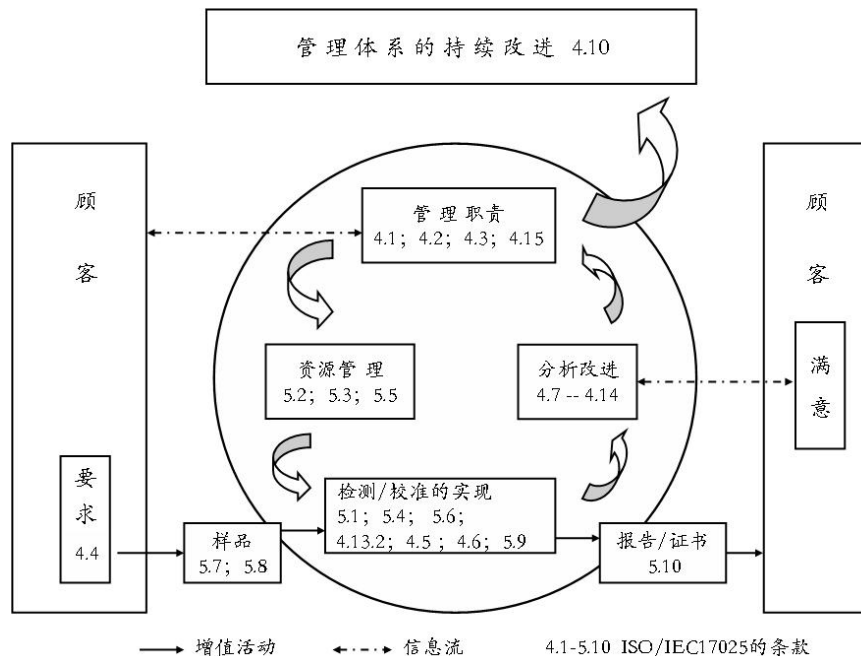 管理体系的持续改进 4.10
顾
客
管理职责
4.1; 4.2; 4.3; 4.15
顾
客
资源管理
5.2; 5.3; 5.5
分析改进
4.7 -- 4.14
满
意
要
求
4.4
样品
5.7; 5.8
检测/校准的实现
5.1; 5.4; 5.6;
4.13.2; 4.5; 4.6; 5.9
报告/证书
5.10
增值活动
信息流
4.1-5.10 ISO/IEC17025的条款